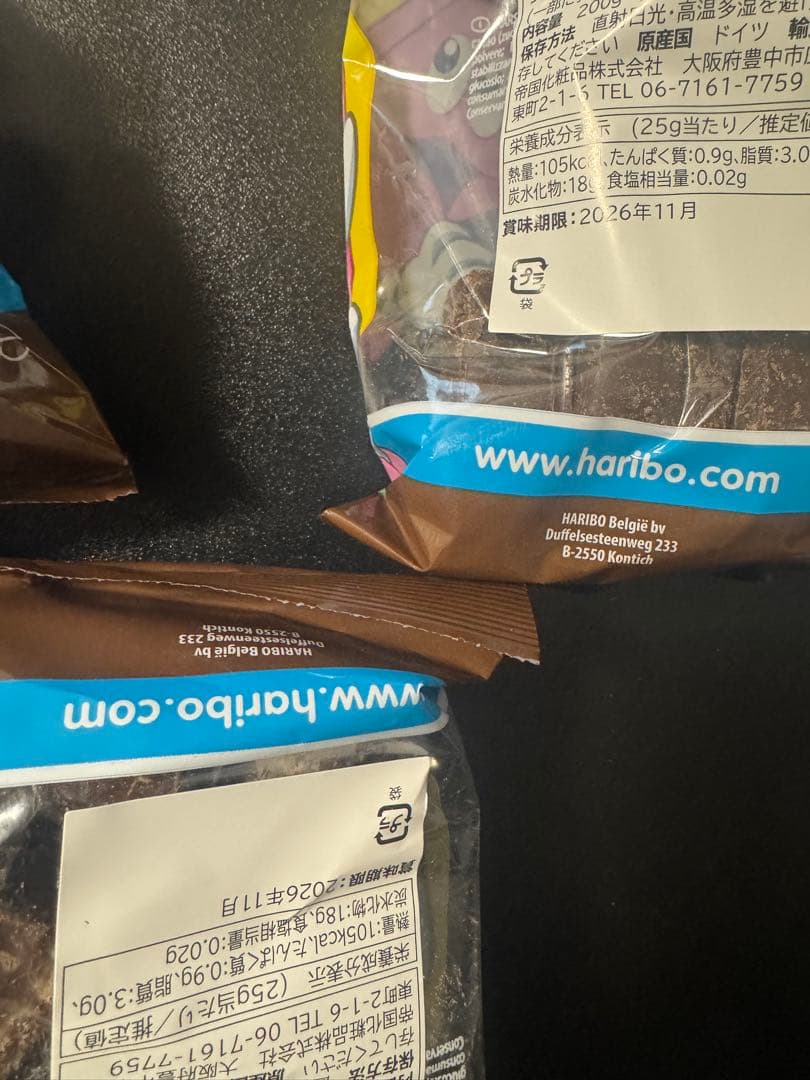 内容量 200g
保存方法 直射日光・高温多湿を避け
存してください 原産国 ドイツ 輸
帝国化粧品株式会社 大阪府豊中市
東町2-1-6 TEL 06-7161-7759
栄養成分表示 (25g当たり/推定値
熱量:105kcal、たんぱく質:0.9g、脂質:3.0
炭水化物:18g、食塩相当量:0.02g
賞味期限:2026年11月
プラ
袋
www.haribo.com
HARIBO België bv
Duffelsesteenweg 233
B-2550 Kontich
HARIBO België bv
Duffelsesteenweg 233
B-2550 Kontich
www.haribo.com
袋
プラ
賞味期限:2026年11月
炭水化物:18g、食塩相当量:0.02g
熱量:105kcal、たんぱく質:0.9g、脂質:3.0g、
栄養成分表示 (25g当たり/推定値)
東町2-1-6 TEL 06-7161-7759
帝国化粧品株式会社 大阪府豊
存してください
保存方法